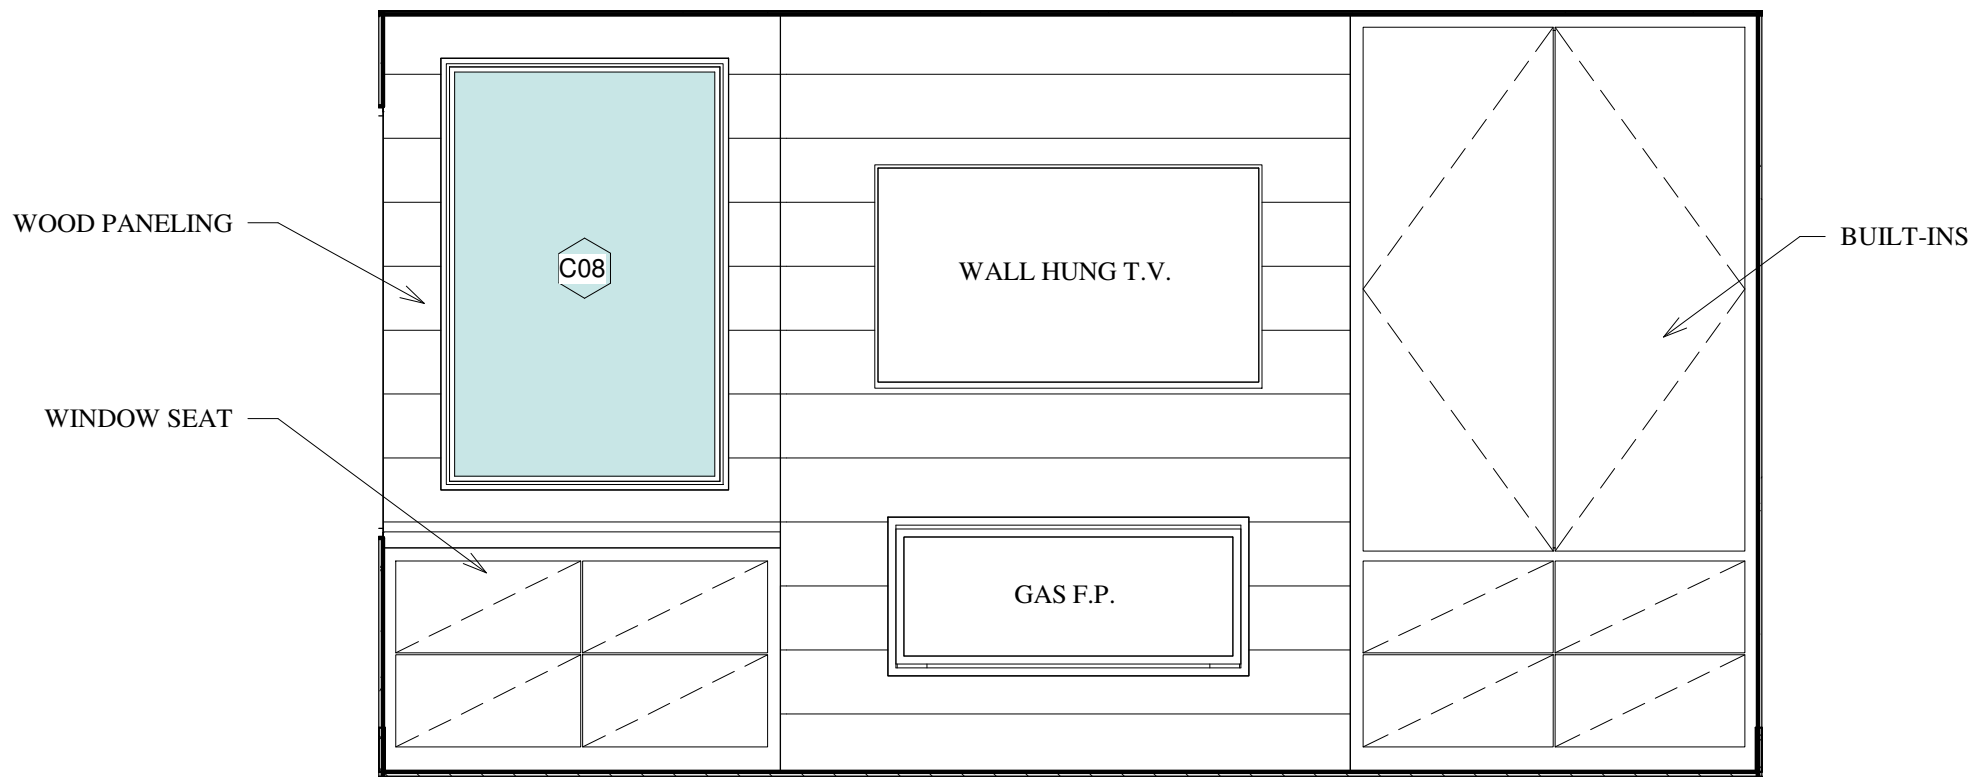 WOOD PANELING
C08
WALL HUNG T.V.
BUILT-INS
WINDOW SEAT
GAS F.P.